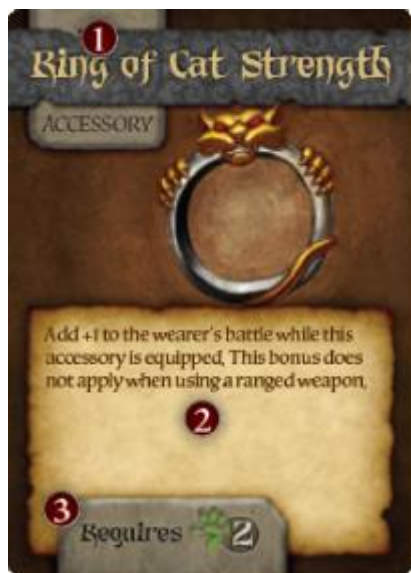 1
Ring of Cat Strength
ACCESSORY
Add +1 to the wearer's battle while this
accessory is equipped. This bonus does
not apply when using a ranged weapon.
2
3
Requires 2